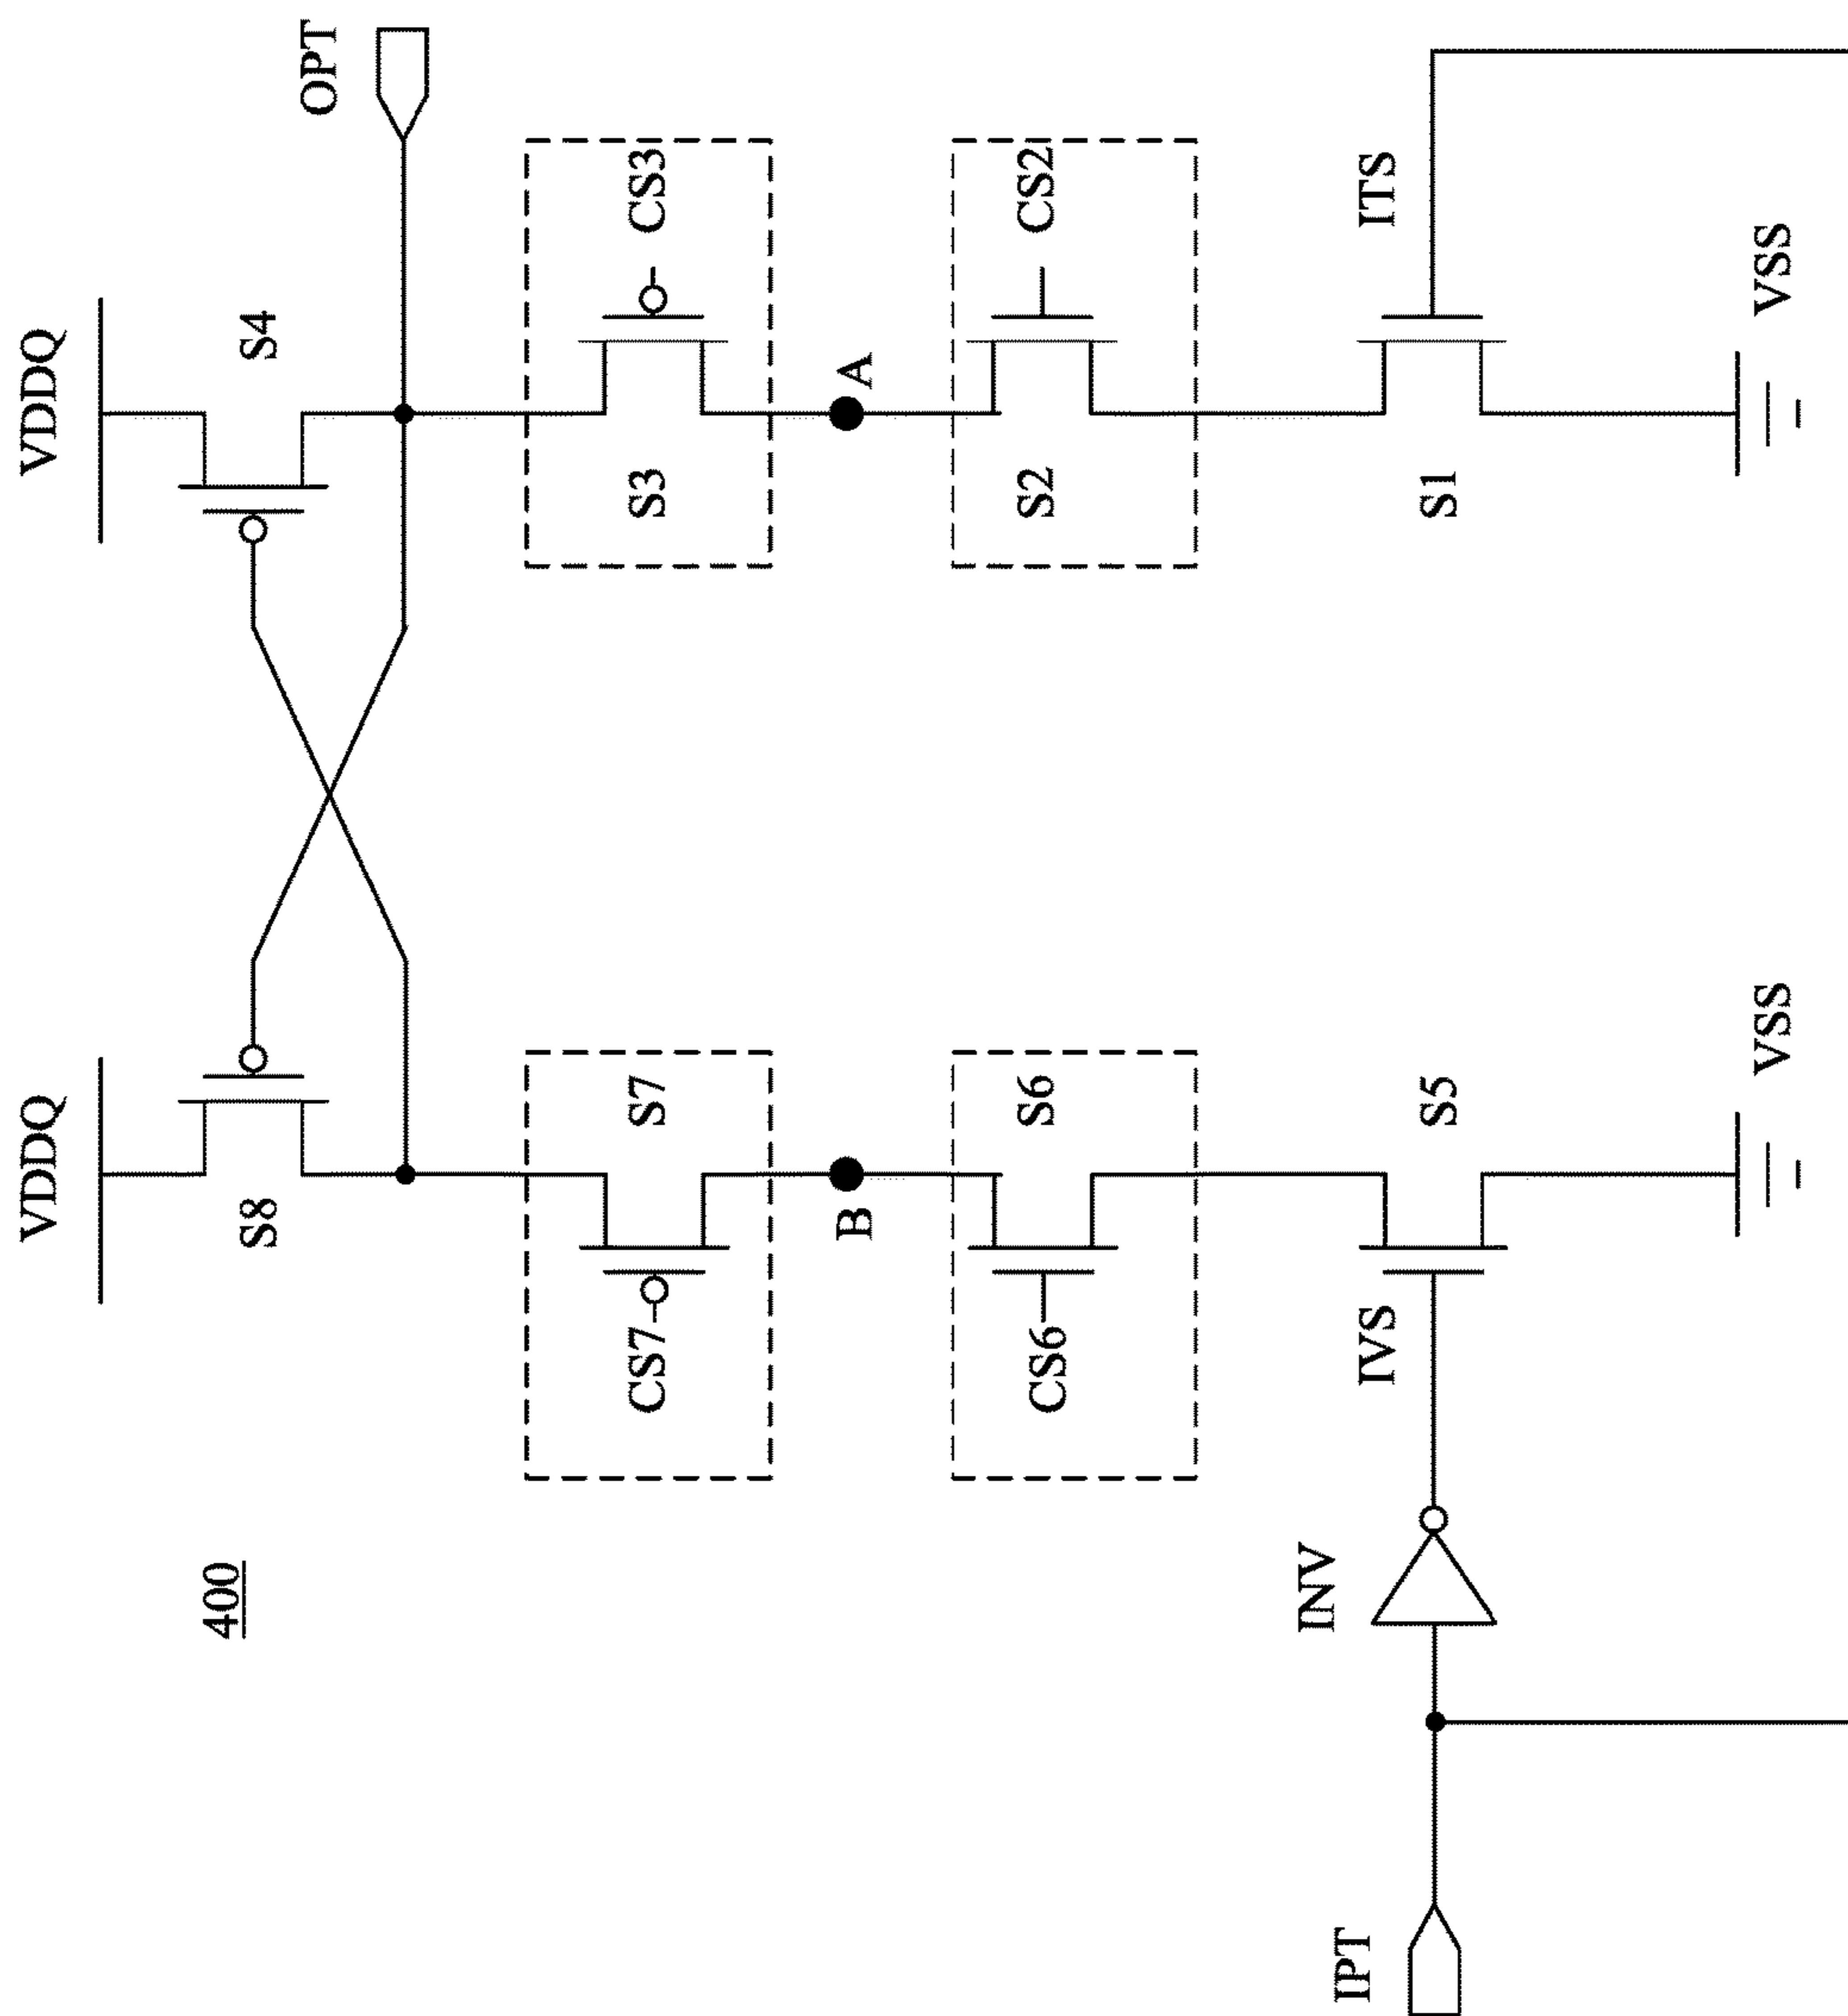 400
VDDQ
VDDQ
S8
S4
OPT
CS7
S7
S3
CS3
B
A
CS6
S6
S2
CS2
IPT
INV
IVS
S5
S1
ITS
VSS
VSS